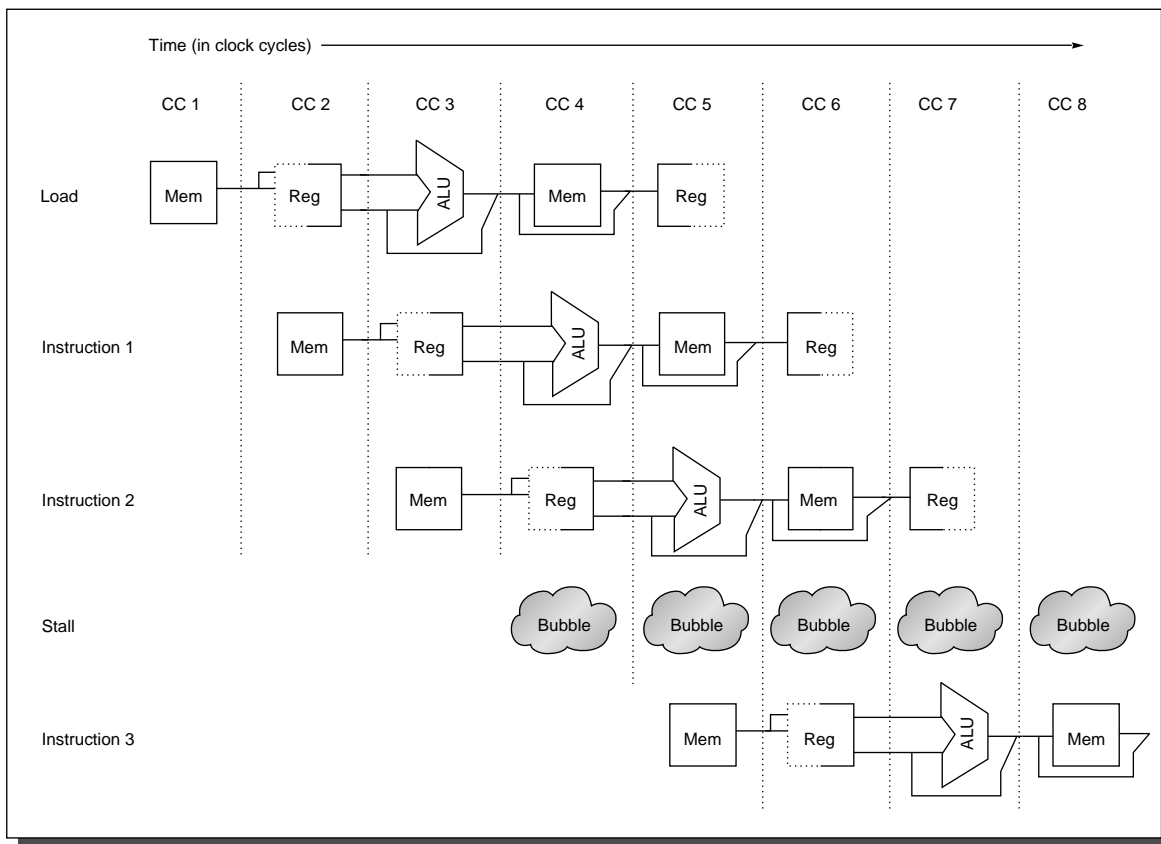 Time (in clock cycles)
CC 1 CC 2 CC 3 CC 4 CC 5 CC 6 CC 7 CC 8
Load Mem Reg ALU Mem Reg
Instruction 1 Mem Reg ALU Mem Reg
Instruction 2 Mem Reg ALU Mem Reg
Stall Bubble Bubble Bubble Bubble Bubble
Instruction 3 Mem Reg ALU Mem